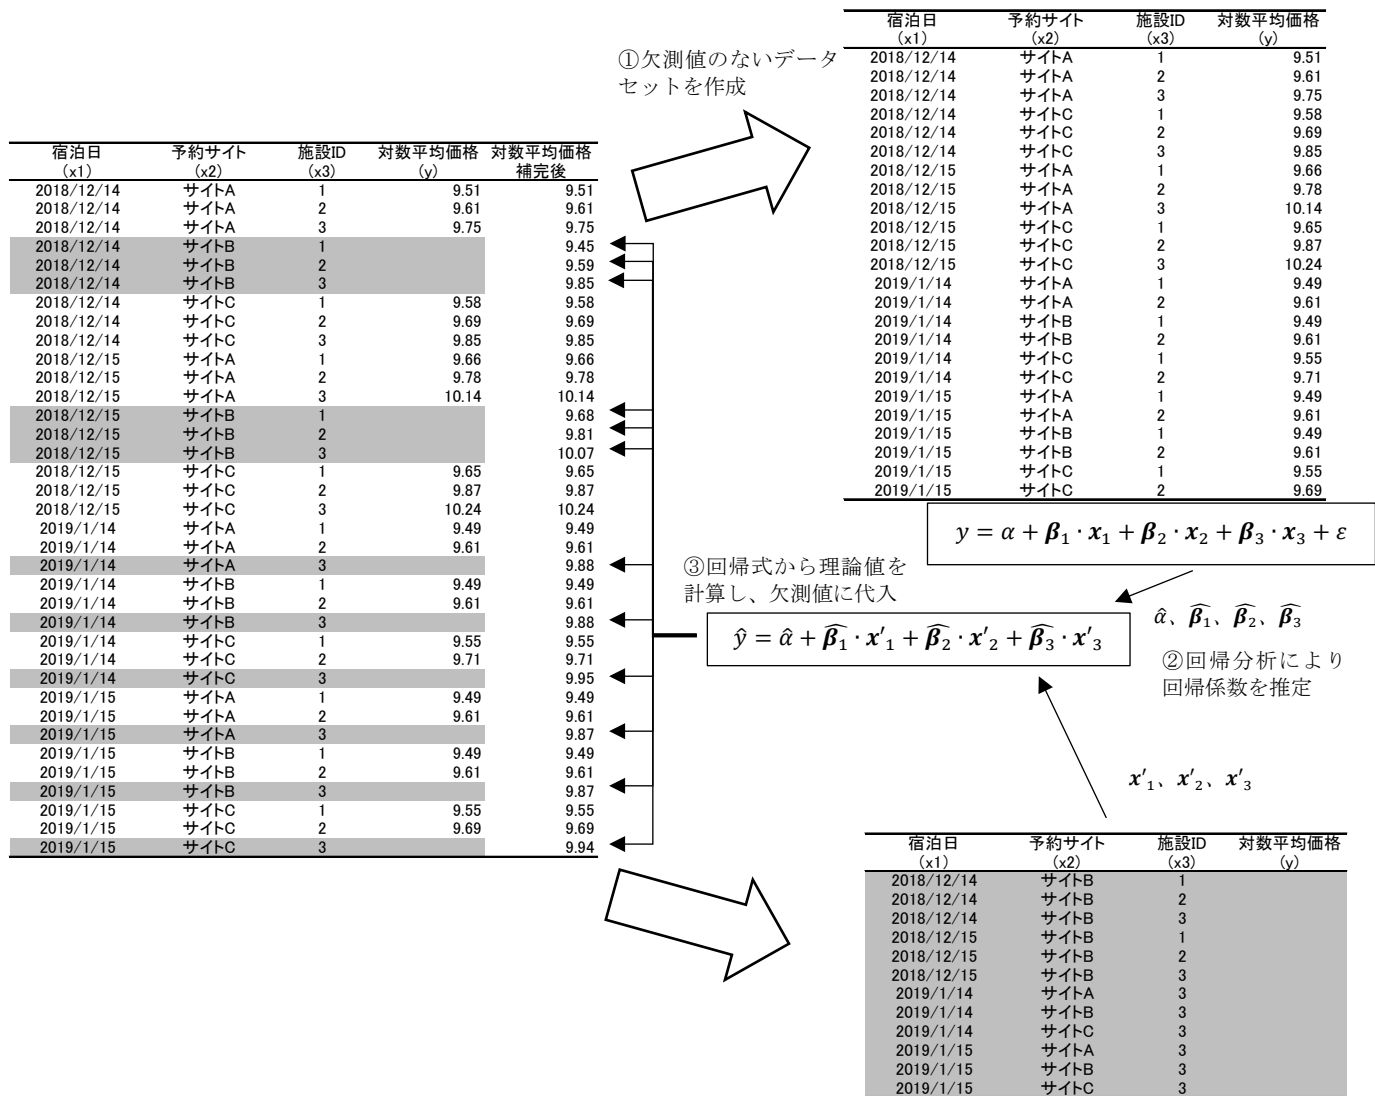 ①欠測値のないデータ
セットを作成
宿泊日 予約サイト 施設ID 対数平均価格
(x1) (x2) (x3) (y)
2018/12/14 サイトA 1 9.51
2018/12/14 サイトA 2 9.61
2018/12/14 サイトA 3 9.75
2018/12/14 サイトC 1 9.58
2018/12/14 サイトC 2 9.69
2018/12/14 サイトC 3 9.85
2018/12/15 サイトA 1 9.66
2018/12/15 サイトA 2 9.78
2018/12/15 サイトA 3 10.14
2018/12/15 サイトC 1 9.65
2018/12/15 サイトC 2 9.87
2018/12/15 サイトC 3 10.24
2019/1/14 サイトA 1 9.49
2019/1/14 サイトA 2 9.61
2019/1/14 サイトB 1 9.49
2019/1/14 サイトB 2 9.61
2019/1/14 サイトC 1 9.55
2019/1/14 サイトC 2 9.71
2019/1/15 サイトA 1 9.49
2019/1/15 サイトA 2 9.61
2019/1/15 サイトB 1 9.49
2019/1/15 サイトB 2 9.61
2019/1/15 サイトC 1 9.55
2019/1/15 サイトC 2 9.69
宿泊日 予約サイト 施設ID 対数平均価格 対数平均価格
(x1) (x2) (x3) (y) 補完後
2018/12/14 サイトA 1 9.51 9.51
2018/12/14 サイトA 2 9.61 9.61
2018/12/14 サイトA 3 9.75 9.75
2018/12/14 サイトB 1 9.45
2018/12/14 サイトB 2 9.59
2018/12/14 サイトB 3 9.85
2018/12/14 サイトC 1 9.58 9.58
2018/12/14 サイトC 2 9.69 9.69
2018/12/14 サイトC 3 9.85 9.85
2018/12/15 サイトA 1 9.66 9.66
2018/12/15 サイトA 2 9.78 9.78
2018/12/15 サイトA 3 10.14 10.14
2018/12/15 サイトB 1 9.68
2018/12/15 サイトB 2 9.81
2018/12/15 サイトB 3 10.07
2018/12/15 サイトC 1 9.65 9.65
2018/12/15 サイトC 2 9.87 9.87
2018/12/15 サイトC 3 10.24 10.24
2019/1/14 サイトA 1 9.49 9.49
2019/1/14 サイトA 2 9.61 9.61
2019/1/14 サイトA 3 9.88
2019/1/14 サイトB 1 9.49 9.49
2019/1/14 サイトB 2 9.61 9.61
2019/1/14 サイトB 3 9.88
2019/1/14 サイトC 1 9.55 9.55
2019/1/14 サイトC 2 9.71 9.71
2019/1/14 サイトC 3 9.95
2019/1/15 サイトA 1 9.49 9.49
2019/1/15 サイトA 2 9.61 9.61
2019/1/15 サイトA 3 9.87
2019/1/15 サイトB 1 9.49 9.49
2019/1/15 サイトB 2 9.61 9.61
2019/1/15 サイトB 3 9.87
2019/1/15 サイトC 1 9.55 9.55
2019/1/15 サイトC 2 9.69 9.69
2019/1/15 サイトC 3 9.94
y = α + β₁ · x₁ + β₂ · x₂ + β₃ · x₃ + ε
③回帰式から理論値を
計算し、欠測値に代入
ŷ = α̂ + β̂₁ · x′₁ + β̂₂ · x′₂ + β̂₃ · x′₃
α̂、β̂₁、β̂₂、β̂₃
②回帰分析により
回帰係数を推定
x′₁、x′₂、x′₃
宿泊日 予約サイト 施設ID 対数平均価格
(x1) (x2) (x3) (y)
2018/12/14 サイトB 1
2018/12/14 サイトB 2
2018/12/14 サイトB 3
2018/12/15 サイトB 1
2018/12/15 サイトB 2
2018/12/15 サイトB 3
2019/1/14 サイトA 3
2019/1/14 サイトB 3
2019/1/14 サイトC 3
2019/1/15 サイトA 3
2019/1/15 サイトB 3
2019/1/15 サイトC 3